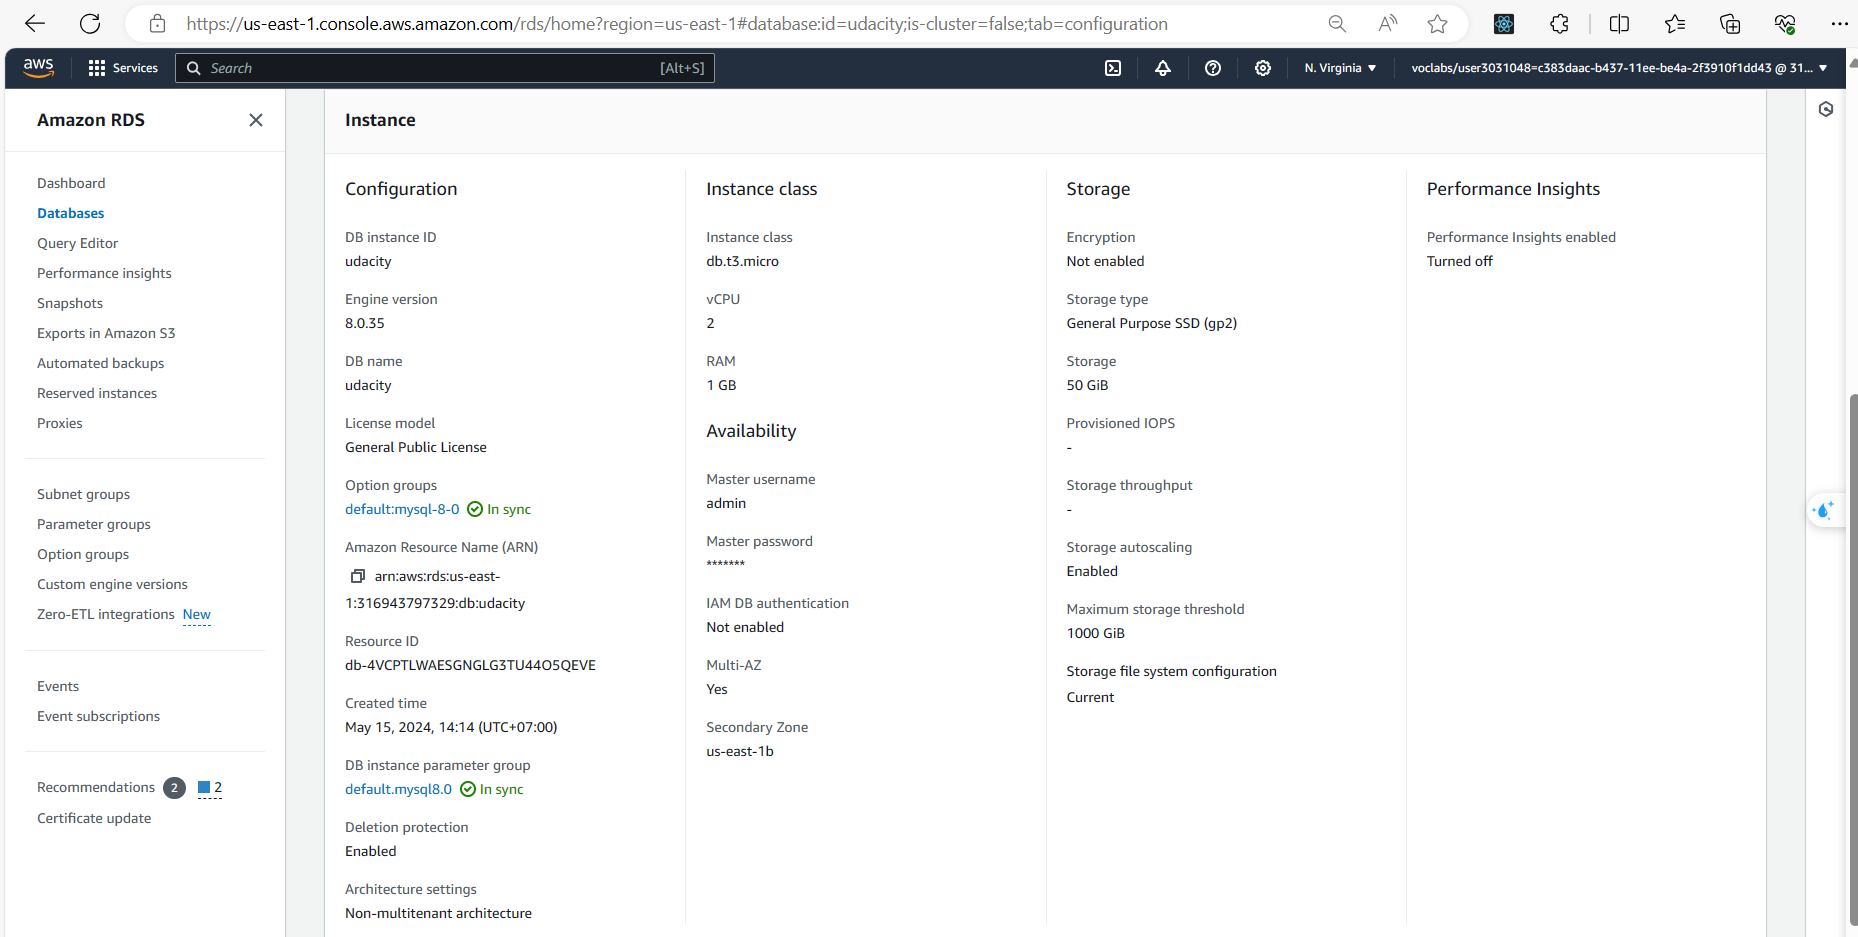 https://us-east-1.console.aws.amazon.com/rds/home?region=us-east-1#database:id=udacity;is-cluster=false;tab=configuration
aws
Services
Search
[Alt+S]
N. Virginia
voclabs/user3031048=c383daac-b437-11ee-be4a-2f3910f1dd43 @ 31...
Amazon RDS
Dashboard
Databases
Query Editor
Performance insights
Snapshots
Exports in Amazon S3
Automated backups
Reserved instances
Proxies
Subnet groups
Parameter groups
Option groups
Custom engine versions
Zero-ETL integrations New
Events
Event subscriptions
Recommendations 2 2
Certificate update
Instance
Configuration
DB instance ID
udacity
Engine version
8.0.35
DB name
udacity
License model
General Public License
Option groups
default:mysql-8-0 In sync
Amazon Resource Name (ARN)
arn:aws:rds:us-east-
1:316943797329:db:udacity
Resource ID
db-4VCPTLWAESGNGLG3TU44O5QEVE
Created time
May 15, 2024, 14:14 (UTC+07:00)
DB instance parameter group
default.mysql8.0 In sync
Deletion protection
Enabled
Architecture settings
Non-multitenant architecture
Instance class
Instance class
db.t3.micro
vCPU
2
RAM
1 GB
Availability
Master username
admin
Master password
*******
IAM DB authentication
Not enabled
Multi-AZ
Yes
Secondary Zone
us-east-1b
Storage
Encryption
Not enabled
Storage type
General Purpose SSD (gp2)
Storage
50 GiB
Provisioned IOPS
-
Storage throughput
-
Storage autoscaling
Enabled
Maximum storage threshold
1000 GiB
Storage file system configuration
Current
Performance Insights
Performance Insights enabled
Turned off